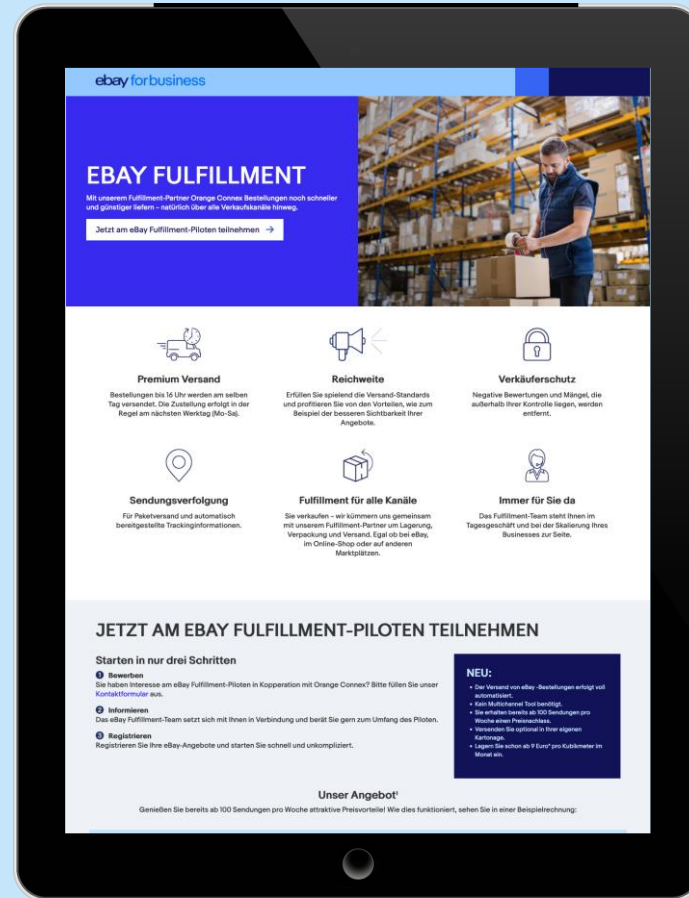 ebay for business
EBAY FULFILLMENT
Mit unserem Fulfillment-Partner Orange Connex Bestellungen noch schneller
und günstiger liefern – natürlich über alle Verkaufskanäle hinweg.
Jetzt am eBay Fulfillment-Piloten teilnehmen →
Premium Versand
Bestellungen bis 16 Uhr werden am selben
Tag versendet. Die Zustellung erfolgt in der
Regel am nächsten Werktag (Mo-Sa).
Reichweite
Erfüllen Sie spielend die Versand-Standards
und profitieren Sie von den Vorteilen, wie zum
Beispiel der besseren Sichtbarkeit Ihrer
Angebote.
Verkäuferschutz
Negative Bewertungen und Mängel, die
außerhalb Ihrer Kontrolle liegen, werden
entfernt.
Sendungsverfolgung
Für Paketversand und automatisch
bereitgestellte Trackinginformationen.
Fulfillment für alle Kanäle
Sie verkaufen – wir kümmern uns gemeinsam
mit unserem Fulfillment-Partner um Lagerung,
Verpackung und Versand. Egal ob bei eBay,
im Online-Shop oder auf anderen
Marktplätzen.
Immer für Sie da
Das Fulfillment-Team steht Ihnen im
Tagesgeschäft und bei der Skalierung Ihres
Businesses zur Seite.
JETZT AM EBAY FULFILLMENT-PILOTEN TEILNEHMEN
Starten in nur drei Schritten
1 Bewerben
Sie haben Interesse am eBay Fulfillment-Piloten in Kopperation mit Orange Connex? Bitte füllen Sie unser
Kontaktformular aus.
2 Informieren
Das eBay Fulfillment-Team setzt sich mit Ihnen in Verbindung und berät Sie gern zum Umfang des Piloten.
3 Registrieren
Registrieren Sie Ihre eBay-Angebote und starten Sie schnell und unkompliziert.
NEU:
• Der Versand von eBay -Bestellungen erfolgt voll
automatisiert.
• Kein Multichannel Tool benötigt.
• Sie erhalten bereits ab 100 Sendungen pro
Woche einen Preisnachlass.
• Versenden Sie optional in Ihrer eigenen
Kartonage.
• Lagern Sie schon ab 9 Euro* pro Kubikmeter im
Monat ein.
Unser Angebot¹
Genießen Sie bereits ab 100 Sendungen pro Woche attraktive Preisvorteile! Wie dies funktioniert, sehen Sie in einer Beispielrechnung: